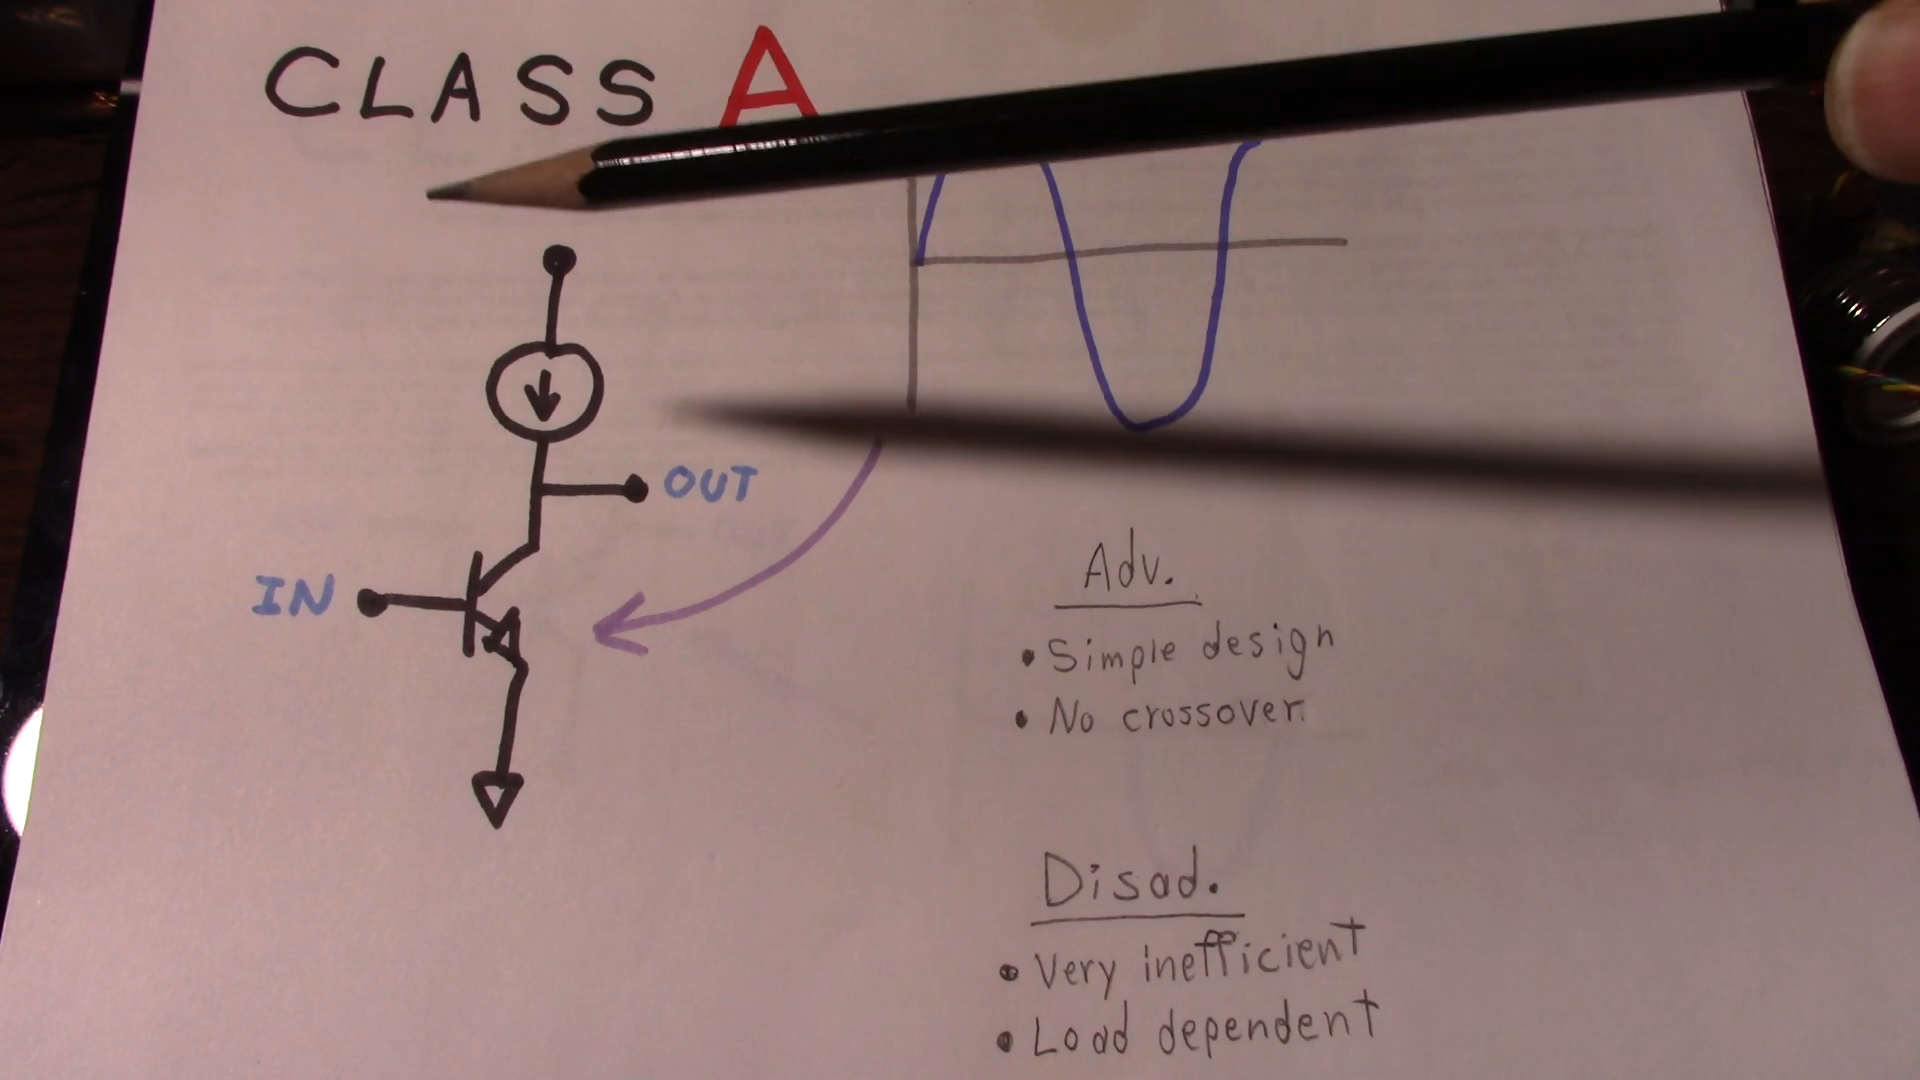 CLASS A
OUT
IN
Adv.
• Simple design
• No crossover
Disad.
• Very inefficient
• Load dependent